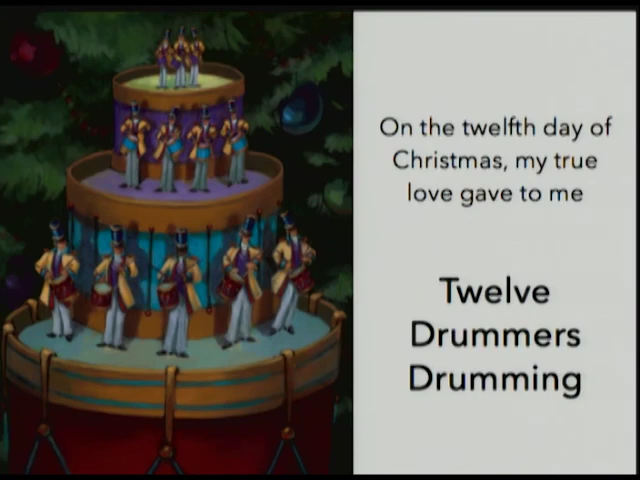 On the twelfth day of
Christmas, my true
love gave to me
Twelve
Drummers
Drumming